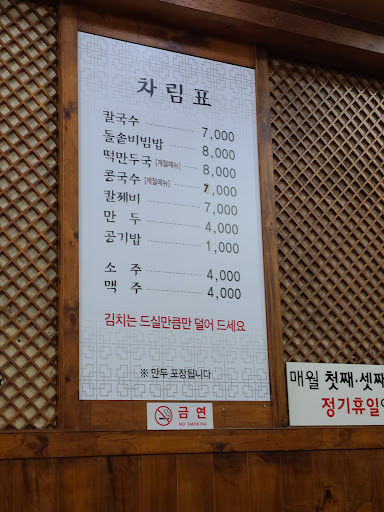 차림표
칼국수 7,000
돌솥비빔밥 8,000
떡만두국 [계절메뉴] 8,000
콩국수 [계절메뉴] 7,000
칼제비 7,000
만 두 4,000
공기밥 1,000
소 주 4,000
맥 주 4,000
김치는 드실만큼만 덜어 드세요
※ 만두 포장됩니다
금 연
NO SMOKING
매월 첫째·셋째
정기휴일